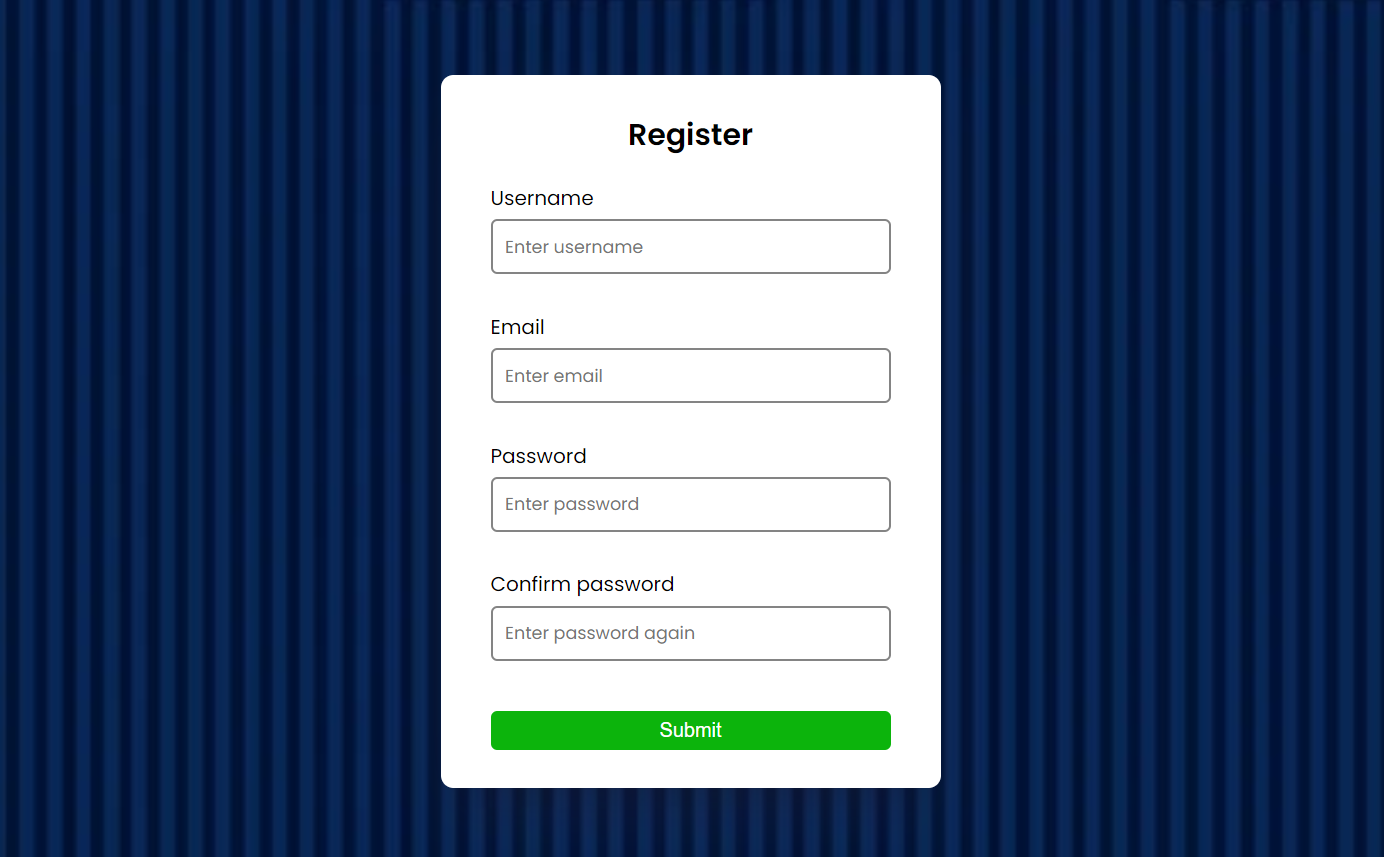 Register
Username
Enter username
Email
Enter email
Password
Enter password
Confirm password
Enter password again
Submit